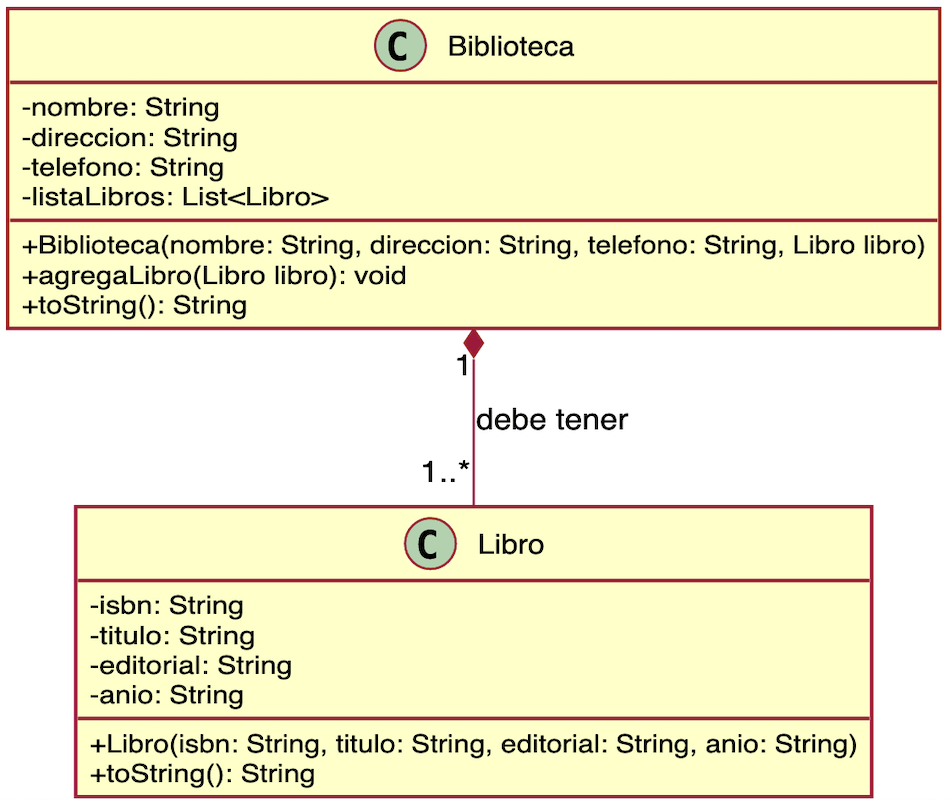 C Biblioteca
-nombre: String
-direccion: String
-telefono: String
-listaLibros: List<Libro>
+Biblioteca(nombre: String, direccion: String, telefono: String, Libro libro)
+agregaLibro(Libro libro): void
+toString(): String
1
debe tener
1..*
C Libro
-isbn: String
-titulo: String
-editorial: String
-anio: String
+Libro(isbn: String, titulo: String, editorial: String, anio: String)
+toString(): String